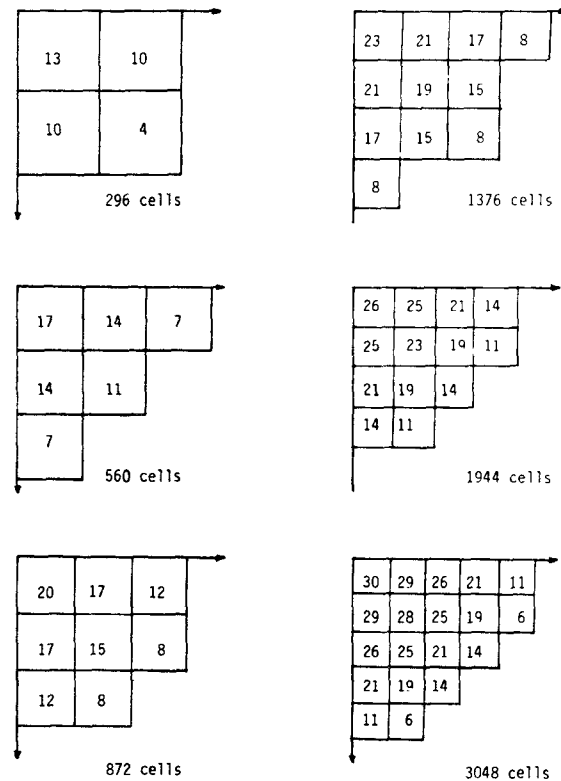 13 10
10 4
296 cells
17 14 7
14 11
7
560 cells
20 17 12
17 15 8
12 8
872 cells
23 21 17 8
21 19 15
17 15 8
8
1376 cells
26 25 21 14
25 23 19 11
21 19 14
14 11
1944 cells
30 29 26 21 11
29 28 25 19 6
26 25 21 14
21 19 14
11 6
3048 cells